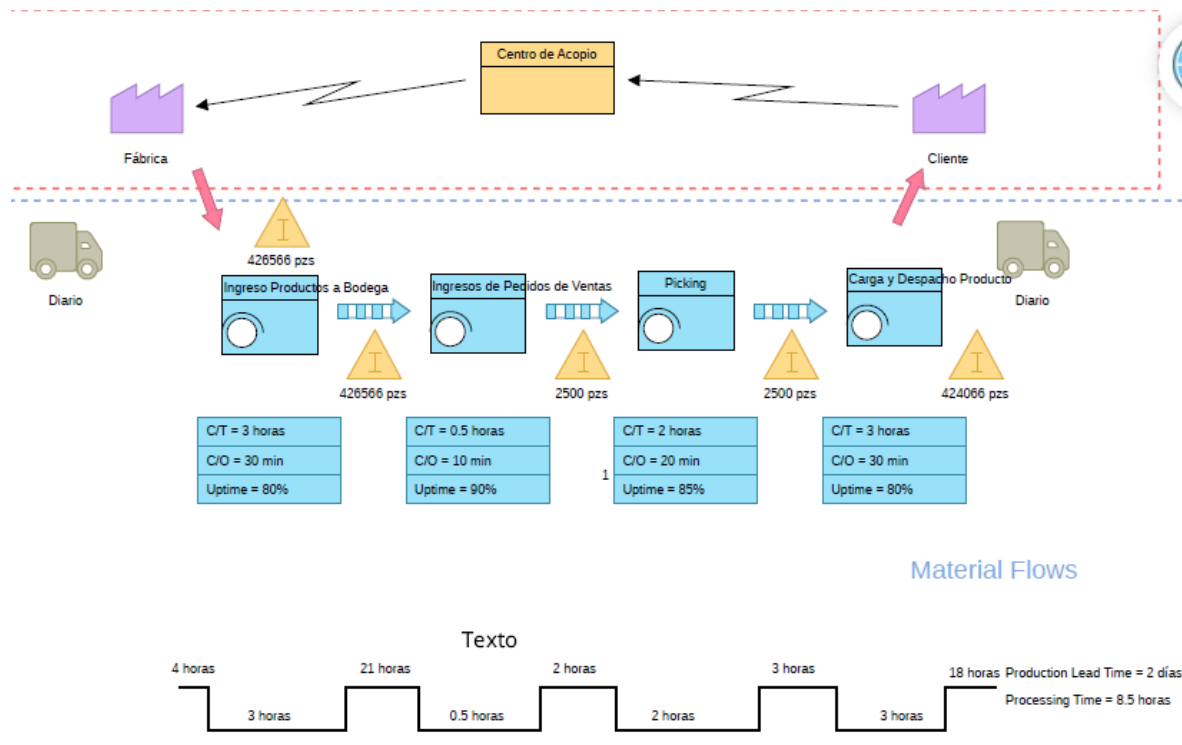 Centro de Acopio
Fábrica
Cliente
426566 pzs
Diario
Diario
Ingreso Productos a Bodega
Ingresos de Pedidos de Ventas
Picking
Carga y Despacho Producto
426566 pzs
2500 pzs
2500 pzs
424066 pzs
C/T = 3 horas
C/O = 30 min
Uptime = 80%
C/T = 0.5 horas
C/O = 10 min
Uptime = 90%
1
C/T = 2 horas
C/O = 20 min
Uptime = 85%
C/T = 3 horas
C/O = 30 min
Uptime = 80%
Material Flows
Texto
4 horas
21 horas
2 horas
3 horas
18 horas
Production Lead Time = 2 días
Processing Time = 8.5 horas
3 horas
0.5 horas
2 horas
3 horas